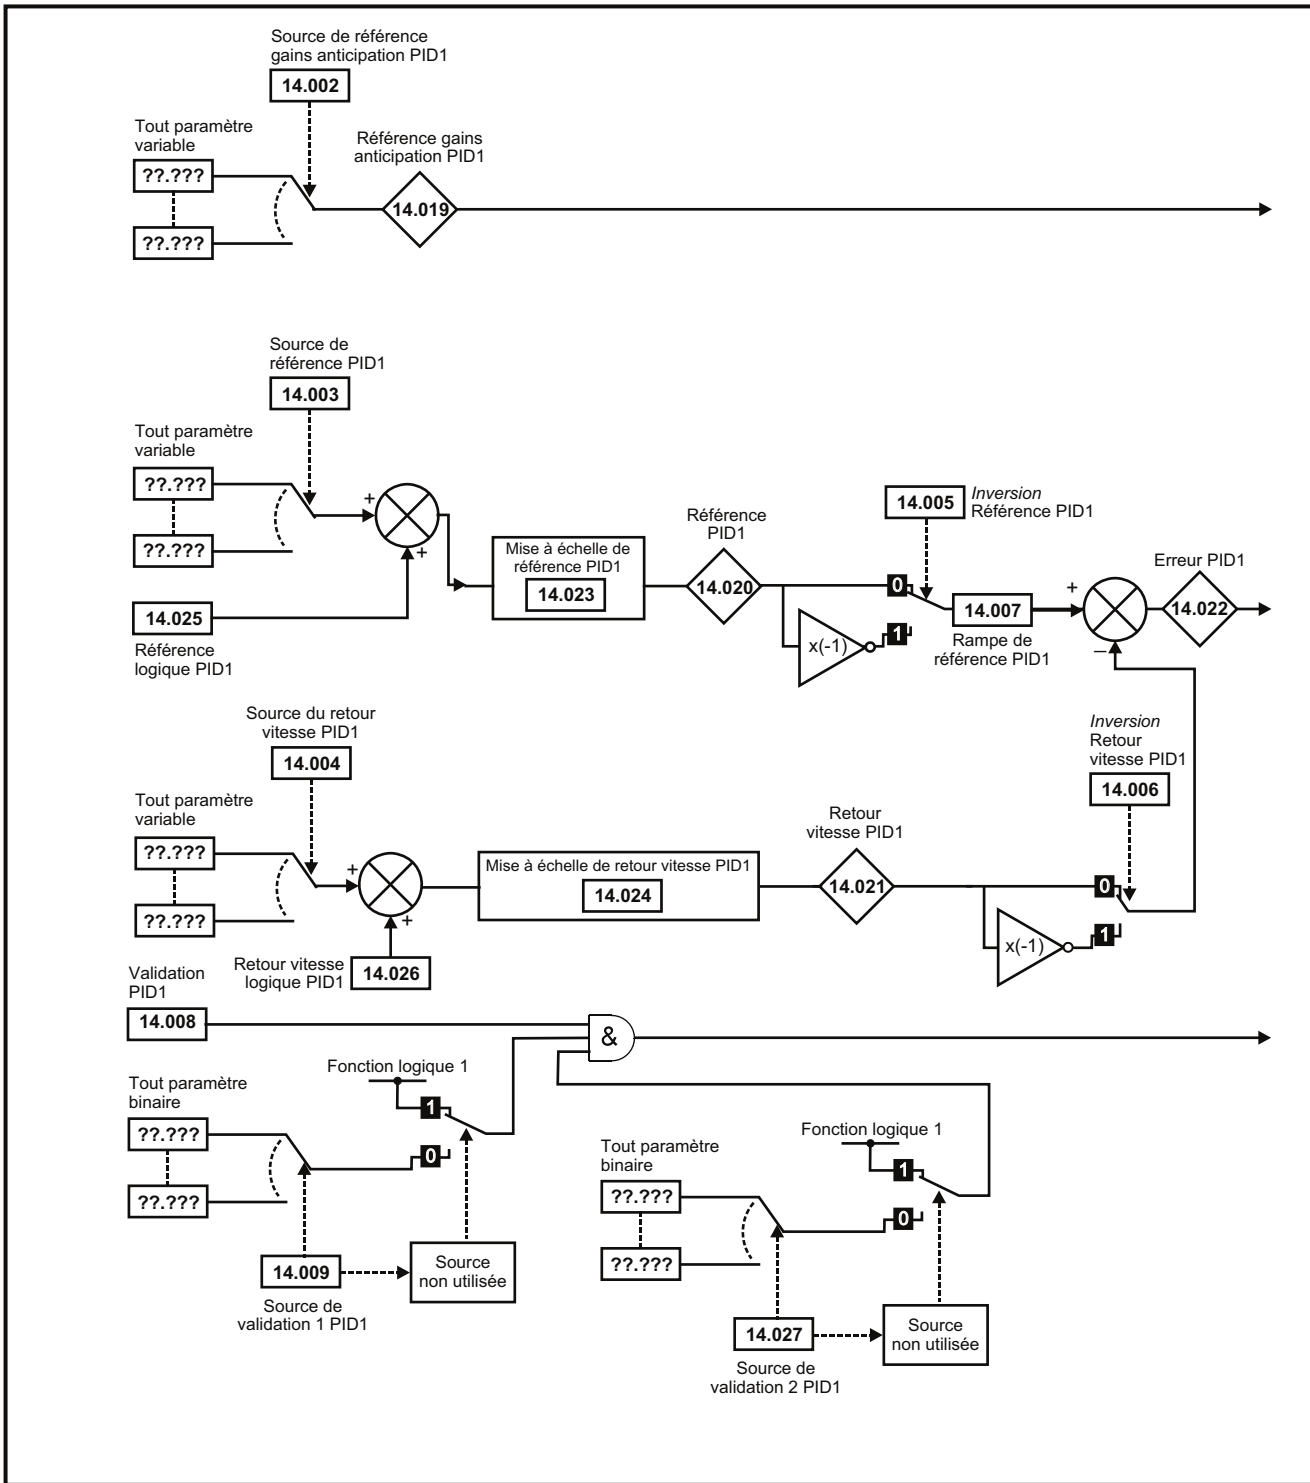 Source de référence
gains anticipation PID1
14.002
Tout paramètre
variable
??.???
??.???
Référence gains
anticipation PID1
14.019
Source de
référence PID1
14.003
Tout paramètre
variable
??.???
??.???
14.025
Référence
logique PID1
+
+
Mise à échelle de
référence PID1
14.023
Référence
PID1
14.020
x(-1)
14.005
Inversion
Référence PID1
0
1
14.007
Rampe de
référence PID1
+
–
Erreur PID1
14.022
Source du retour
vitesse PID1
14.004
Tout paramètre
variable
??.???
??.???
+
+
Retour vitesse
logique PID1
14.026
Mise à échelle de retour vitesse PID1
14.024
Retour
vitesse PID1
14.021
x(-1)
Inversion
Retour
vitesse PID1
14.006
0
1
Validation
PID1
14.008
&
Fonction logique 1
1
0
Tout paramètre
binaire
??.???
??.???
14.009
Source de
validation 1 PID1
Source
non utilisée
Fonction logique 1
1
0
Tout paramètre
binaire
??.???
??.???
14.027
Source de
validation 2 PID1
Source
non utilisée